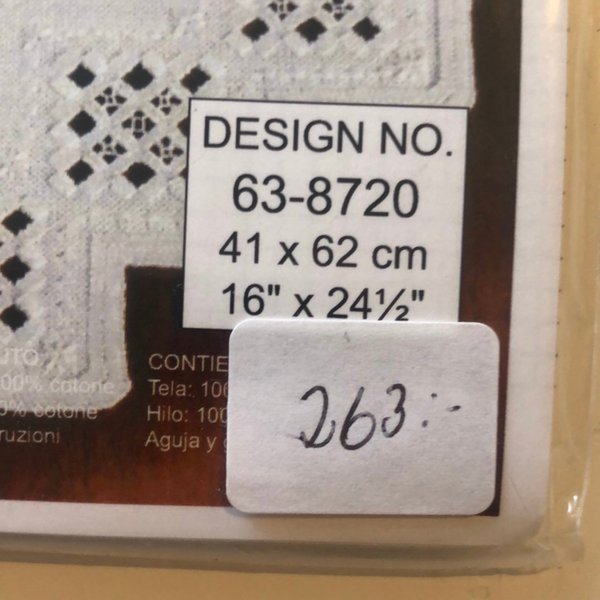 DESIGN NO.
63-8720
41 x 62 cm
16" x 24½"
CONTIE
Tela: 100
Hilo: 100
Aguja y
100% cotone
cotone
263:-